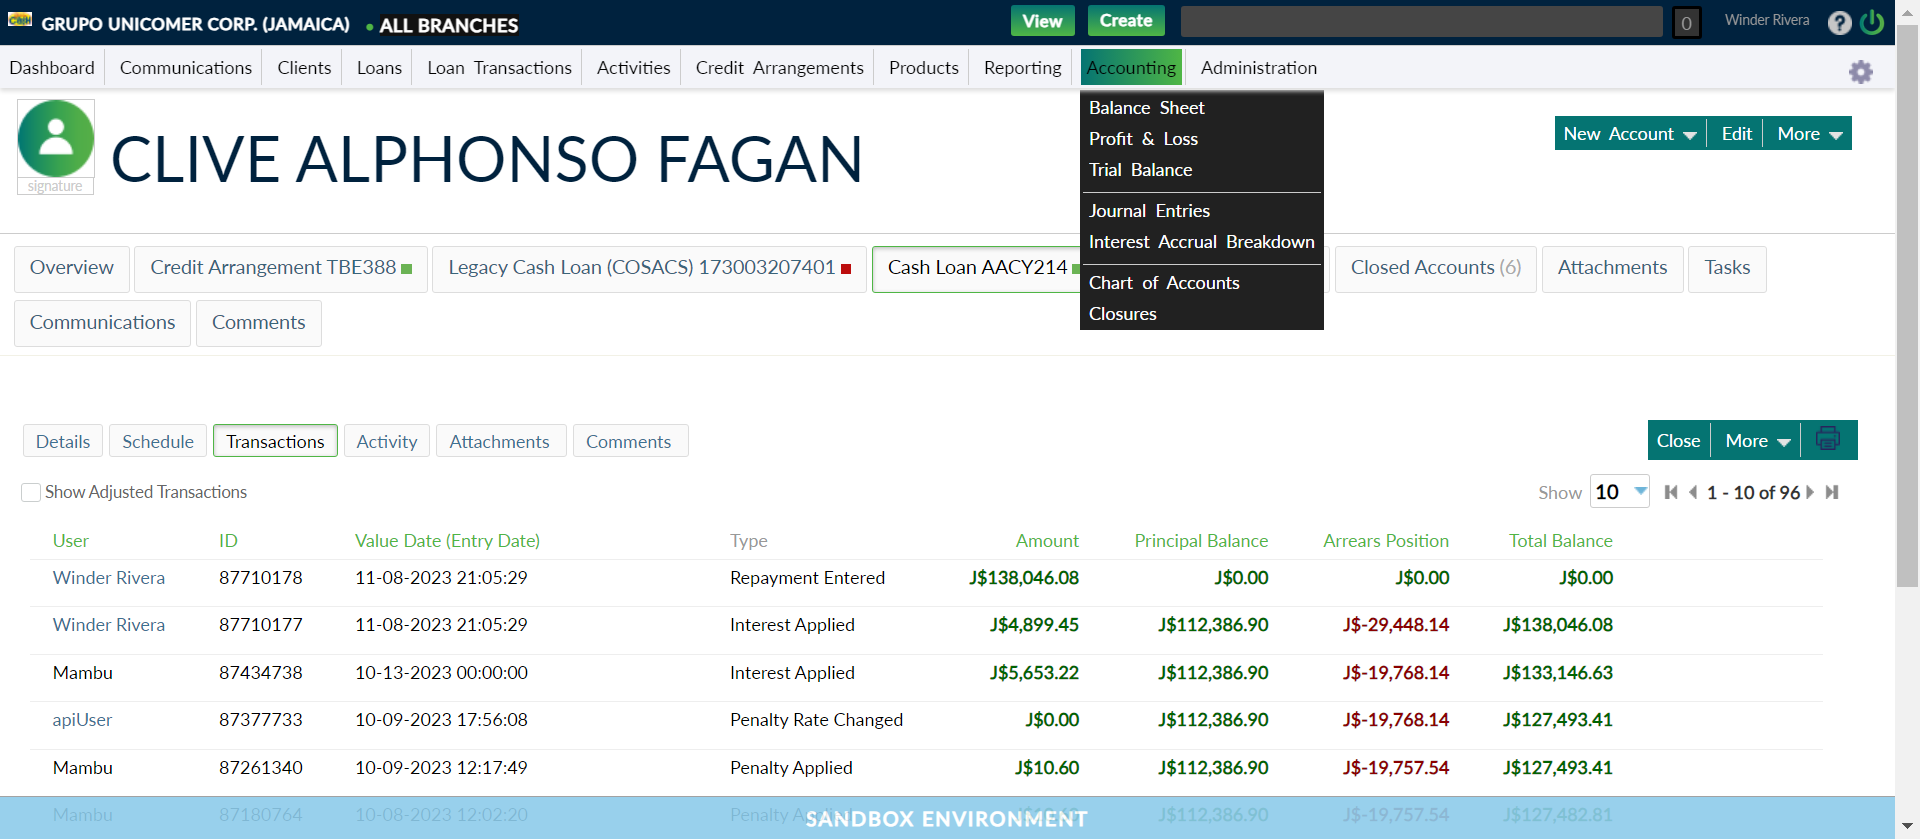 GRUPO UNICOMER CORP. (JAMAICA) • ALL BRANCHES View Create 0 Winder Rivera ?
Dashboard Communications Clients Loans Loan Transactions Activities Credit Arrangements Products Reporting Accounting Administration
Balance Sheet
Profit & Loss
Trial Balance
Journal Entries
Interest Accrual Breakdown
Chart of Accounts
Closures
signature
CLIVE ALPHONSO FAGAN
New Account Edit More
Overview Credit Arrangement TBE388 Legacy Cash Loan (COSACS) 173003207401 Cash Loan AACY214 Closed Accounts (6) Attachments Tasks
Communications Comments
Details Schedule Transactions Activity Attachments Comments Close More
Show Adjusted Transactions Show 10 1 - 10 of 96
User ID Value Date (Entry Date) Type Amount Principal Balance Arrears Position Total Balance
Winder Rivera 87710178 11-08-2023 21:05:29 Repayment Entered J$138,046.08 J$0.00 J$0.00 J$0.00
Winder Rivera 87710177 11-08-2023 21:05:29 Interest Applied J$4,899.45 J$112,386.90 J$-29,448.14 J$138,046.08
Mambu 87434738 10-13-2023 00:00:00 Interest Applied J$5,653.22 J$112,386.90 J$-19,768.14 J$133,146.63
apiUser 87377733 10-09-2023 17:56:08 Penalty Rate Changed J$0.00 J$112,386.90 J$-19,768.14 J$127,493.41
Mambu 87261340 10-09-2023 12:17:49 Penalty Applied J$10.60 J$112,386.90 J$-19,757.54 J$127,493.41
Mambu 87180764 10-08-2023 12:02:20 J$112,386.90 J$-19,757.54 J$127,482.81
SANDBOX ENVIRONMENT